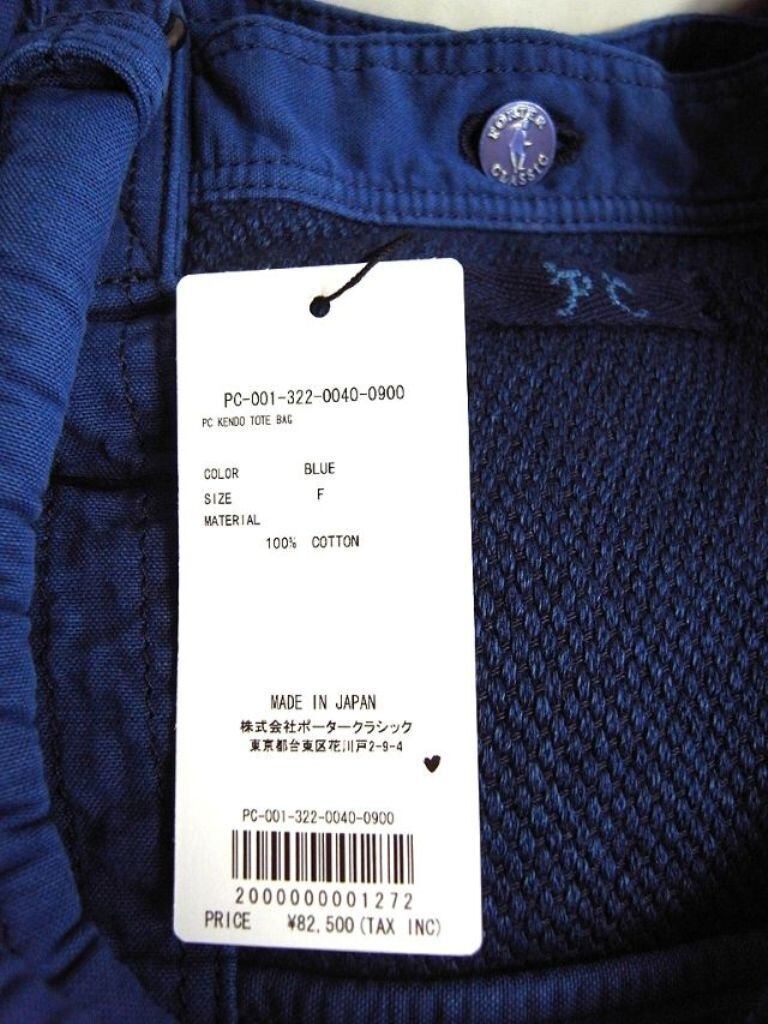 PORTER
CLASSIC
PC
PC-001-322-0040-0900
PC KENDO TOTE BAG
COLOR BLUE
SIZE F
MATERIAL
100% COTTON
MADE IN JAPAN
株式会社ポータークラシック
東京都台東区花川戸2-9-4
PC-001-322-0040-0900
2000000001272
PRICE ¥82,500(TAX INC)